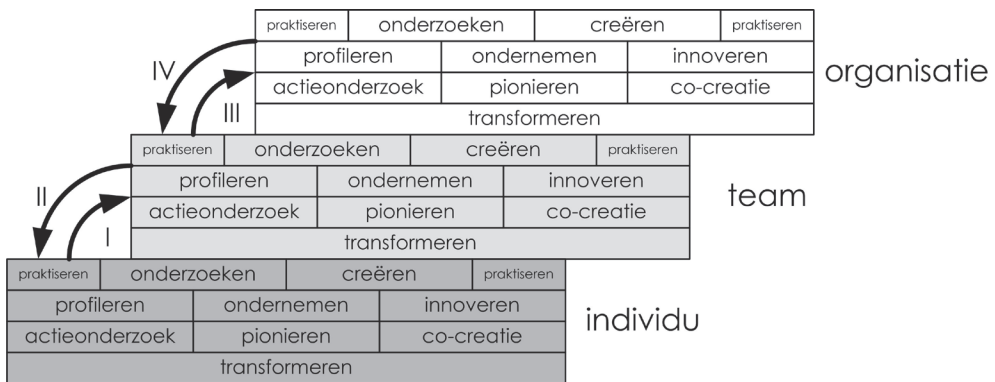 praktiseren onderzoeken creëren praktiseren
profileren ondernemen innoveren
IV
organisatie
actieonderzoek pionieren co-creatie
III
transformeren
praktiseren onderzoeken creëren praktiseren
profileren ondernemen innoveren
II
team
actieonderzoek pionieren co-creatie
I
transformeren
praktiseren onderzoeken creëren praktiseren
profileren ondernemen innoveren
individu
actieonderzoek pionieren co-creatie
transformeren